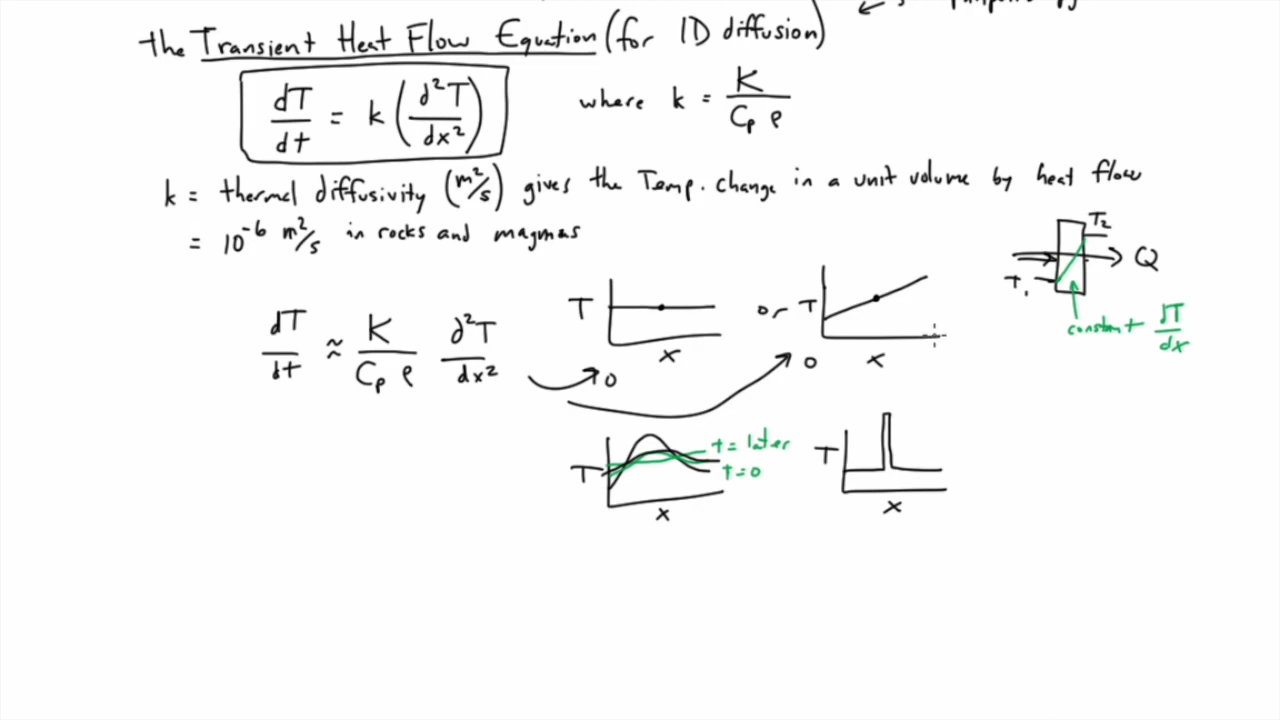 the Transient Heat Flow Equation (for 1D diffusion)
dT/dt = k (d²T/dx²) where k = K/(Cp ρ)
k = thermal diffusivity (m²/s) gives the Temp. change in a unit volume by heat flow
= 10⁻⁶ m²/s in rocks and magmas
T₂
Q
T₁
constant dT/dx
dT/dt ≈ K/(Cp ρ) d²T/dx²
T
x
0
or
T
x
0
T
x
t = later
t = 0
T
x